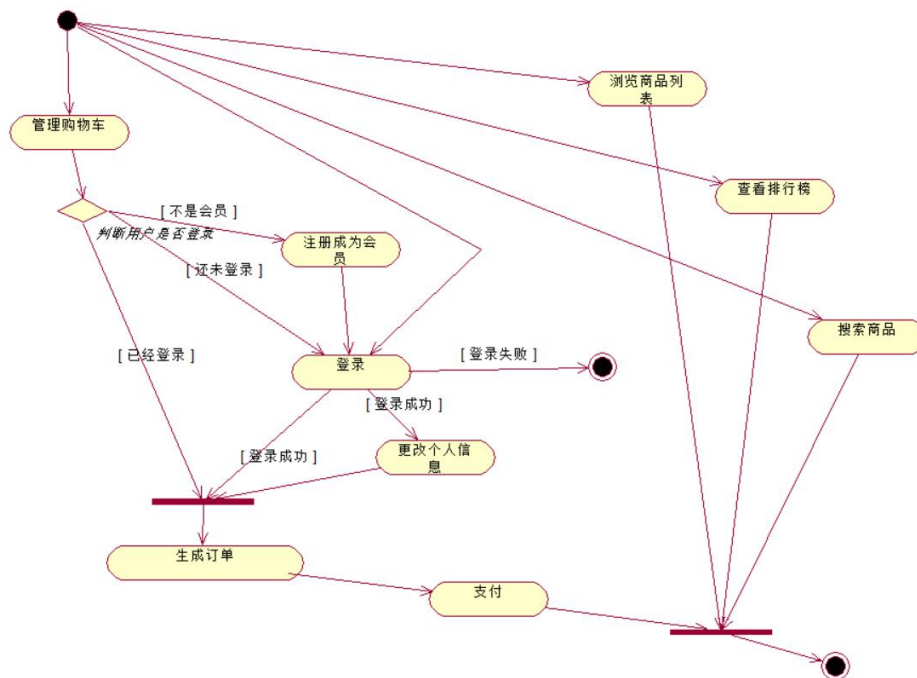 浏览商品列
表
管理购物车
查看排行榜
[ 不是会员 ]
判断用户是否登录
注册成为会
员
[ 还未登录 ]
搜索商品
[ 已经登录 ]
登录
[ 登录失败 ]
[ 登录成功 ]
更改个人信
息
[ 登录成功 ]
生成订单
支付